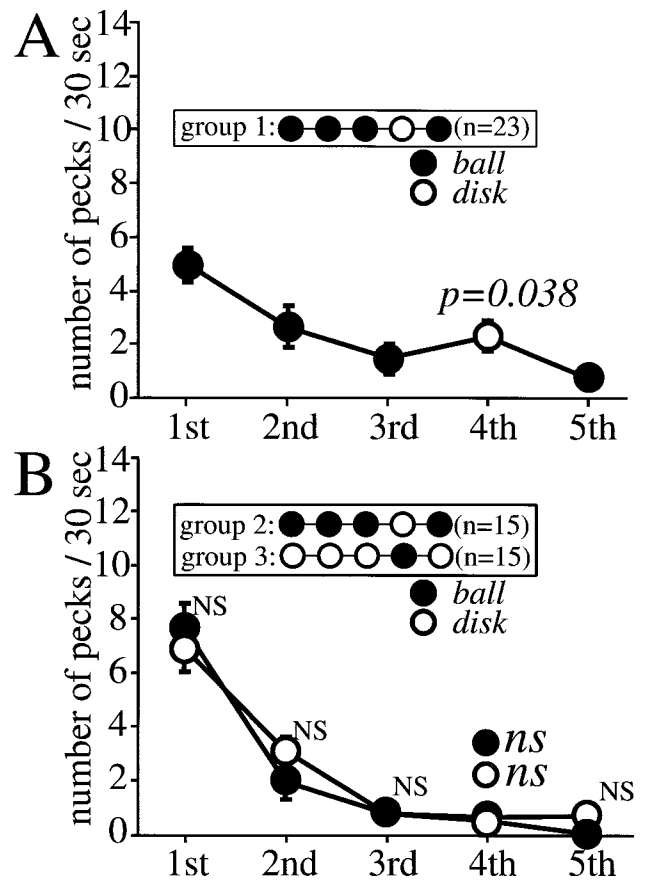 A
number of pecks / 30 sec
14
12
10
8
6
4
2
0
group 1: (n=23)
ball
disk
p=0.038
1st 2nd 3rd 4th 5th
B
number of pecks / 30 sec
14
12
10
8
6
4
2
0
group 2: (n=15)
group 3: (n=15)
ball
disk
NS
NS
NS
ns
ns
NS
1st 2nd 3rd 4th 5th